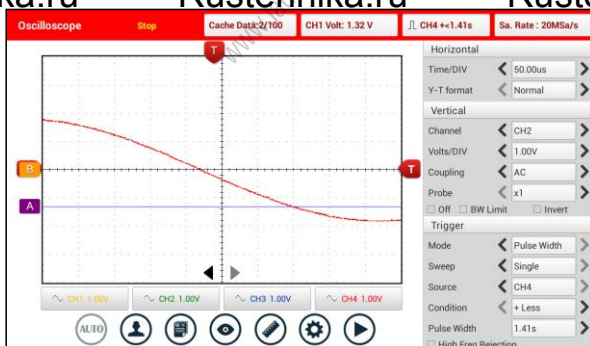 ka.ru Rustehnika.ru Ruste
Oscilloscope Stop Cache Data:2/100 CH1 Volt: 1.32 V CH4 +<1.41s Sa. Rate : 20MSa/s
T
Horizontal
Time/DIV 50.00us
Y-T format Normal
Vertical
Channel CH2
Volts/DIV 1.00V
B T
Coupling AC
Probe x1
A
Off BW Limit Invert
Trigger
Mode Pulse Width
Sweep Single
Source CH4
CH1 1.00V CH2 1.00V CH3 1.00V CH4 1.00V
Condition + Less
AUTO
Pulse Width 1.41s
High Freq Rejection